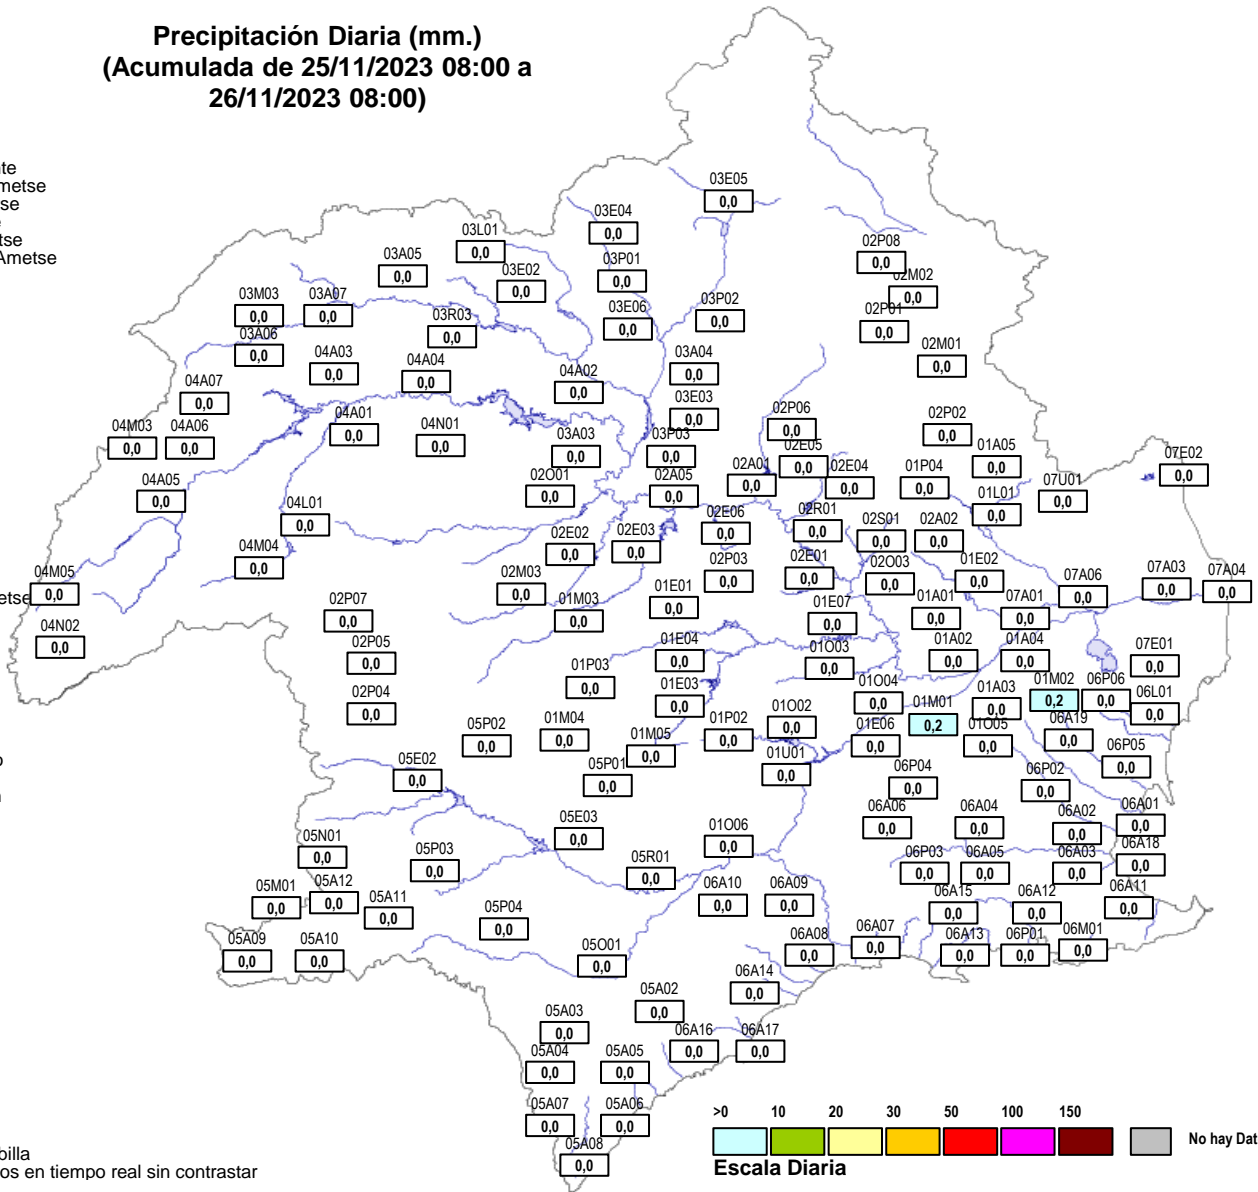 Precipitación Diaria (mm.)
(Acumulada de 25/11/2023 08:00 a
26/11/2023 08:00)
nte
metse
se
e
tse
Ametse
etse
o
n
billa
os en tiempo real sin contrastar
03E05
0,0
03E04
0,0
03L01
0,0
02P08
0,0
03A05
0,0
03P01
0,0
03E02
0,0
02M02
0,0
03M03
0,0
03A07
0,0
03P02
0,0
03E06
0,0
02P01
0,0
03R03
0,0
03A06
0,0
02M01
0,0
04A03
0,0
04A04
0,0
03A04
0,0
04A02
0,0
04A07
0,0
03E03
0,0
02P06
0,0
04A01
0,0
02P02
0,0
04M03
0,0
04A06
0,0
04N01
0,0
03A03
0,0
03P03
0,0
02E05
0,0
01A05
0,0
07E02
0,0
02A01
0,0
02E04
0,0
01P04
0,0
02O01
0,0
02A05
0,0
04A05
0,0
07U01
0,0
01L01
0,0
04L01
0,0
02E06
0,0
02R01
0,0
02S01
0,0
02A02
0,0
02E02
0,0
02E03
0,0
04M04
0,0
02P03
0,0
02E01
0,0
02O03
0,0
01E02
0,0
04M05
0,0
02M03
0,0
07A06
0,0
07A03
0,0
07A04
0,0
01E01
0,0
02P07
0,0
01M03
0,0
01E07
0,0
01A01
0,0
07A01
0,0
04N02
0,0
02P05
0,0
01E04
0,0
01O03
0,0
01A02
0,0
01A04
0,0
07E01
0,0
01P03
0,0
02P04
0,0
01E03
0,0
01O04
0,0
01A03
0,0
01M02
0,2
06P06
0,0
06L01
0,0
01M01
0,2
05P02
0,0
01M04
0,0
01P02
0,0
01O02
0,0
01E06
0,0
01O05
0,0
06A19
0,0
01M05
0,0
06P05
0,0
05E02
0,0
05P01
0,0
01U01
0,0
06P04
0,0
06P02
0,0
05E03
0,0
06A06
0,0
06A04
0,0
06A02
0,0
06A01
0,0
01O06
0,0
05N01
0,0
05P03
0,0
05R01
0,0
06P03
0,0
06A05
0,0
06A03
0,0
06A18
0,0
05M01
0,0
05A12
0,0
05A11
0,0
06A10
0,0
06A09
0,0
06A15
0,0
06A12
0,0
06A11
0,0
05P04
0,0
05A09
0,0
05A10
0,0
05O01
0,0
06A08
0,0
06A07
0,0
06A13
0,0
06P01
0,0
06M01
0,0
06A14
0,0
05A02
0,0
05A03
0,0
06A16
0,0
06A17
0,0
05A04
0,0
05A05
0,0
05A07
0,0
05A06
0,0
05A08
0,0
>0 10 20 30 50 100 150
No hay Dat
Escala Diaria